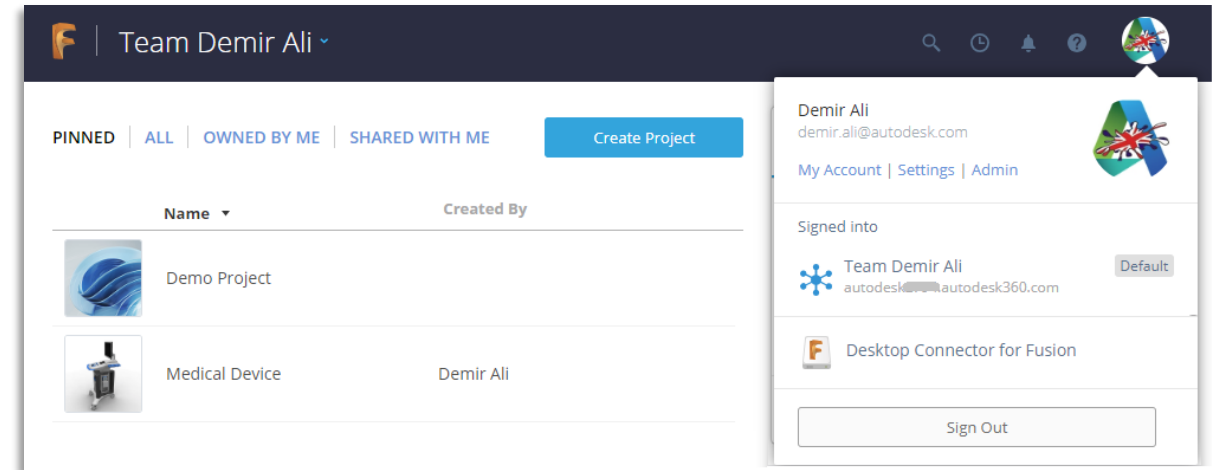 F Team Demir Ali
PINNED ALL OWNED BY ME SHARED WITH ME Create Project
Name Created By
Demo Project
Medical Device Demir Ali
Demir Ali
demir.ali@autodesk.com
My Account | Settings | Admin
Signed into
Team Demir Ali Default
autodesk autodesk360.com
F Desktop Connector for Fusion
Sign Out